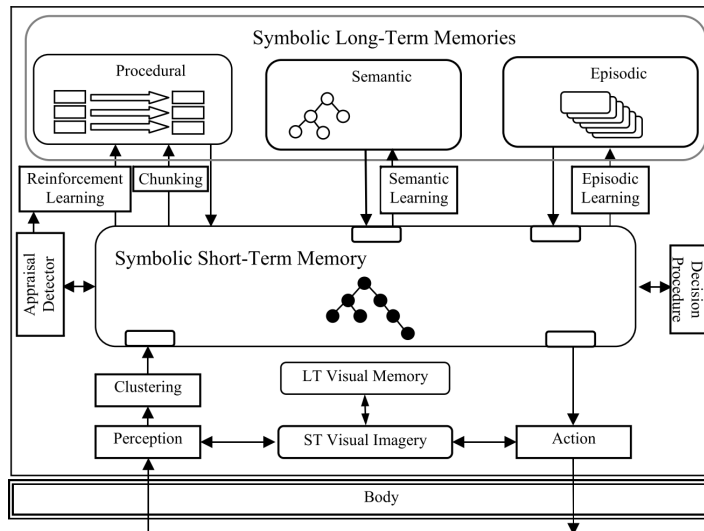 Symbolic Long-Term Memories
Procedural
Semantic
Episodic
Reinforcement
Learning
Chunking
Semantic
Learning
Episodic
Learning
Symbolic Short-Term Memory
Appraisal
Detector
Decision
Procedure
Clustering
LT Visual Memory
Perception
ST Visual Imagery
Action
Body